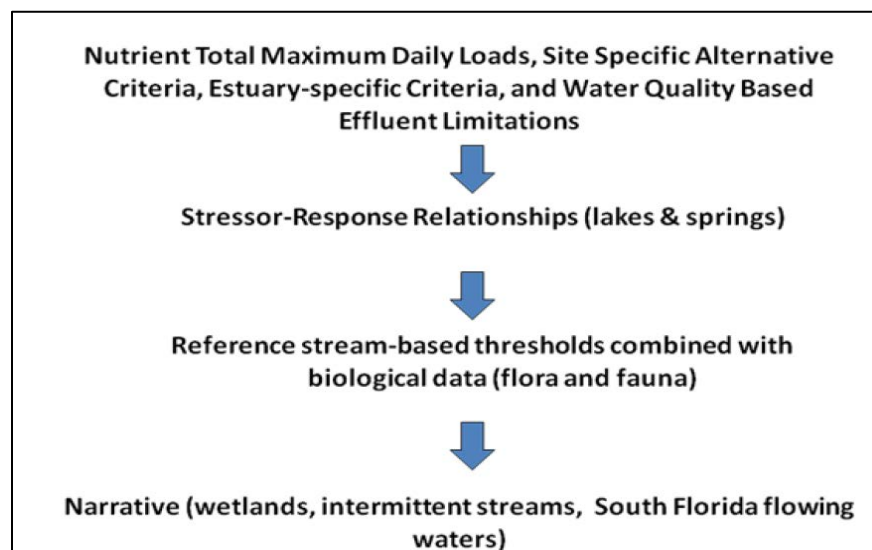 Nutrient Total Maximum Daily Loads, Site Specific Alternative
Criteria, Estuary-specific Criteria, and Water Quality Based
Effluent Limitations
Stressor-Response Relationships (lakes & springs)
Reference stream-based thresholds combined with
biological data (flora and fauna)
Narrative (wetlands, intermittent streams, South Florida flowing
waters)